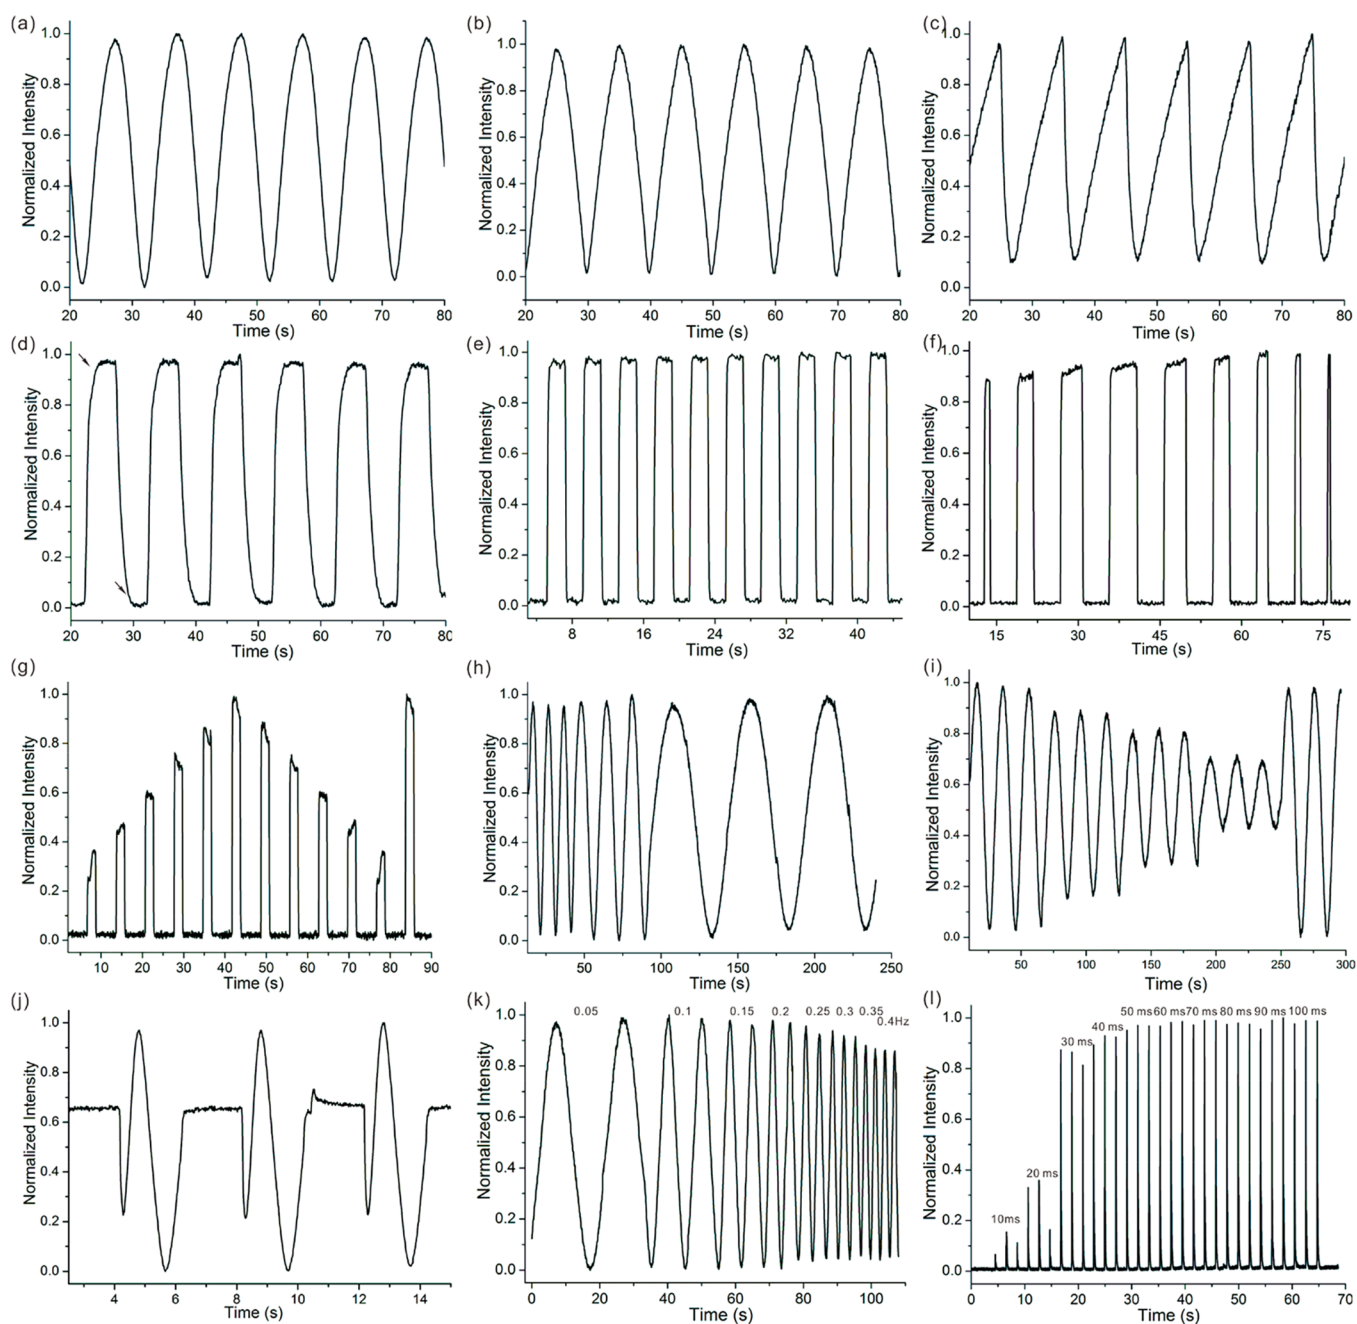 (a)
Normalized Intensity
1.0
0.8
0.6
0.4
0.2
0.0
20 30 40 50 60 70 80
Time (s)
(b)
Normalized Intensity
1.0
0.8
0.6
0.4
0.2
0.0
20 30 40 50 60 70 80
Time (s)
(c)
Normalized Intensity
1.0
0.8
0.6
0.4
0.2
0.0
20 30 40 50 60 70 80
Time (s)
(d)
Normalized Intensity
1.0
0.8
0.6
0.4
0.2
0.0
20 30 40 50 60 70 80
Time (s)
(e)
Normalized Intensity
1.0
0.8
0.6
0.4
0.2
0.0
8 16 24 32 40
Time (s)
(f)
Normalized Intensity
1.0
0.8
0.6
0.4
0.2
0.0
15 30 45 60 75
Time (s)
(g)
Normalized Intensity
1.0
0.8
0.6
0.4
0.2
0.0
10 20 30 40 50 60 70 80 90
Time (s)
(h)
Normalized Intensity
1.0
0.8
0.6
0.4
0.2
0.0
50 100 150 200 250 300
Time (s)
(i)
Normalized Intensity
1.0
0.8
0.6
0.4
0.2
0.0
50 100 150 200 250 300
Time (s)
(j)
Normalized Intensity
1.0
0.8
0.6
0.4
0.2
0.0
4 6 8 10 12 14
Time (s)
(k)
Normalized Intensity
0.05 0.1 0.15 0.2 0.25 0.3 0.35
0.4Hz
1.0
0.8
0.6
0.4
0.2
0.0
0 20 40 60 80 100
Time (s)
(l)
Normalized Intensity
50 ms 60 ms 70 ms 80 ms 90 ms 100 ms
40 ms
30 ms
20 ms
10ms
1.0
0.8
0.6
0.4
0.2
0.0
0 10 20 30 40 50 60 70
Time (s)